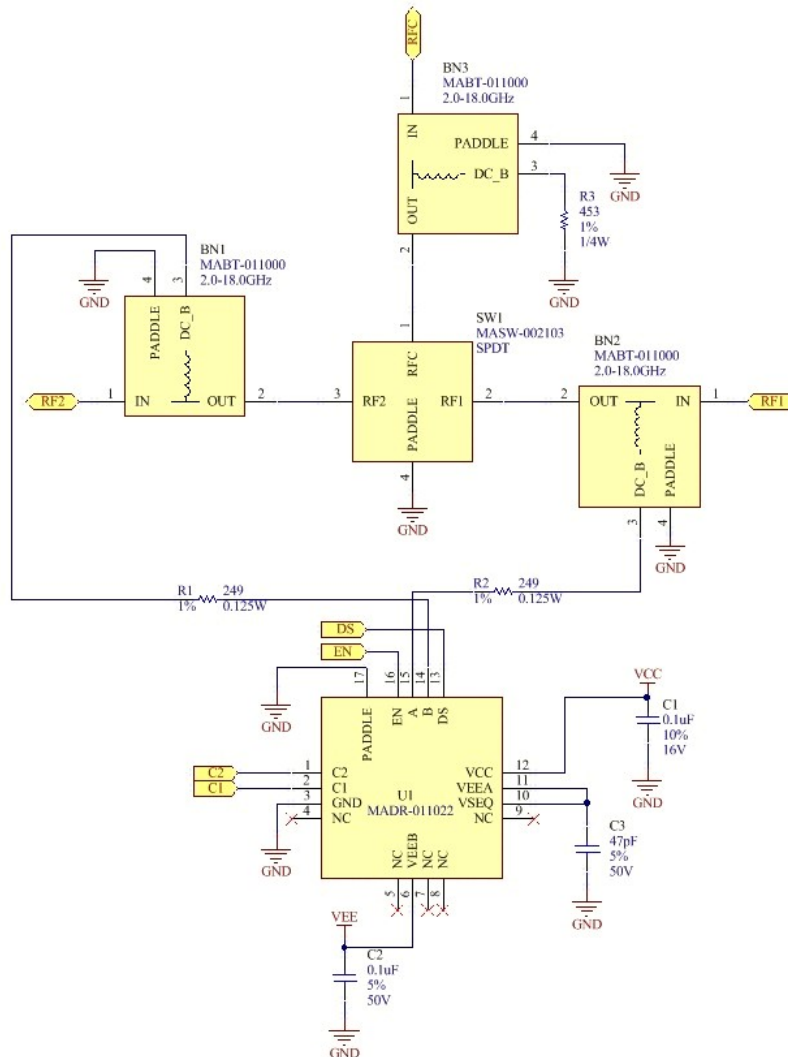 RFC
BN3
MABT-011000
2.0-18.0GHz
1
IN
PADDLE
4
DC_B
3
OUT
2
GND
R3
453
1%
1/4W
GND
BN1
MABT-011000
2.0-18.0GHz
GND
4
3
PADDLE
DC_B
RF2
1
IN
OUT
2
SW1
MASW-002103
SPDT
1
RFC
3
RF2
PADDLE
RF1
2
4
GND
BN2
MABT-011000
2.0-18.0GHz
2
OUT
IN
1
RF1
DC_B
PADDLE
3
4
GND
R1
249
1%
0.125W
R2
249
1%
0.125W
DS
EN
17
16
15
14
13
GND
PADDLE
EN
A
B
DS
C2
1
C2
C1
2
C1
3
GND
4
NC
GND
U1
MADR-011022
VCC
12
VEEA
11
VSEQ
10
NC
9
NC
VEEB
NC
NC
5
6
7
8
VCC
C1
0.1uF
10%
16V
GND
C3
47pF
5%
50V
GND
VEE
C2
0.1uF
5%
50V
GND